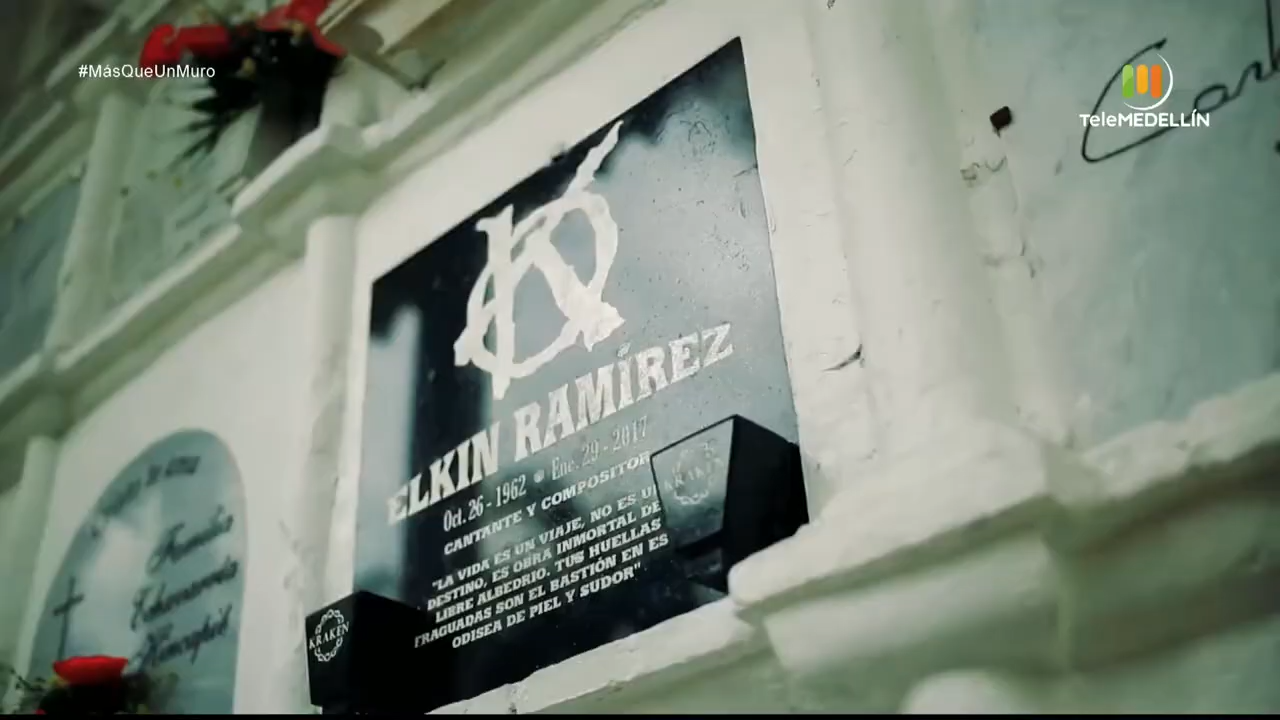 #MásQueUnMuro
TeleMEDELLÍN
ELKIN RAMÍREZ
Oct. 26 - 1962 Ene. 29 - 2017
CANTANTE Y COMPOSITOR
"LA VIDA ES UN VIAJE, NO ES U
DESTINO, ES OBRA INMORTAL DE
LIBRE ALBEDRIO. TUS HUELLAS
FRAGUADAS SON EL BASTIÓN EN ES
ODISEA DE PIEL Y SUDOR".
KRAKEN
KRAKEN